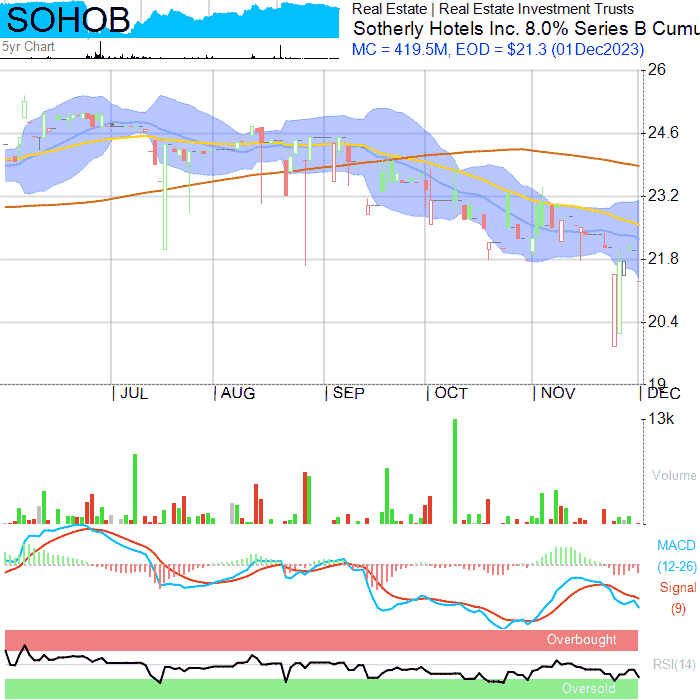 SOHOB
Real Estate | Real Estate Investment Trusts
Sotherly Hotels Inc. 8.0% Series B Cumu
5yr Chart
MC = 419.5M, EOD = $21.3 (01Dec2023)
26
24.6
23.2
21.8
20.4
19
| JUL | AUG | SEP | OCT | NOV | DEC
13k
Volume
MACD
(12-26)
Signal
(9)
Overbought
RSI(14)
Oversold